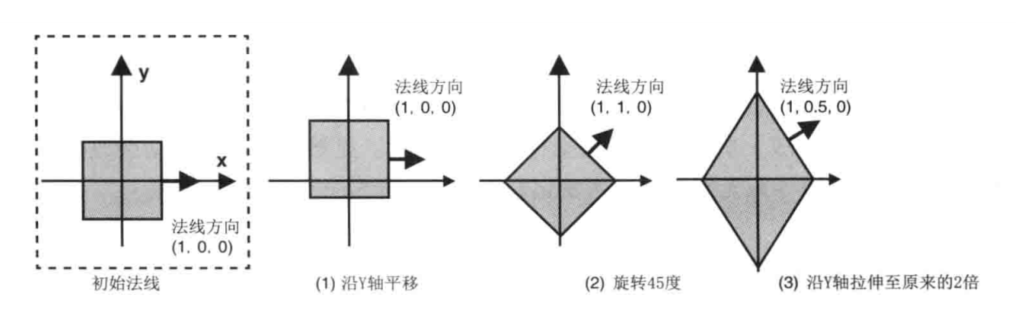 y
x
法线方向
(1. 0. 0)
初始法线
法线方向
(1, 0, 0)
(1) 沿Y轴平移
法线方向
(1, 1, 0)
(2) 旋转45度
法线方向
(1, 0.5, 0)
(3) 沿Y轴拉伸至原来的2倍